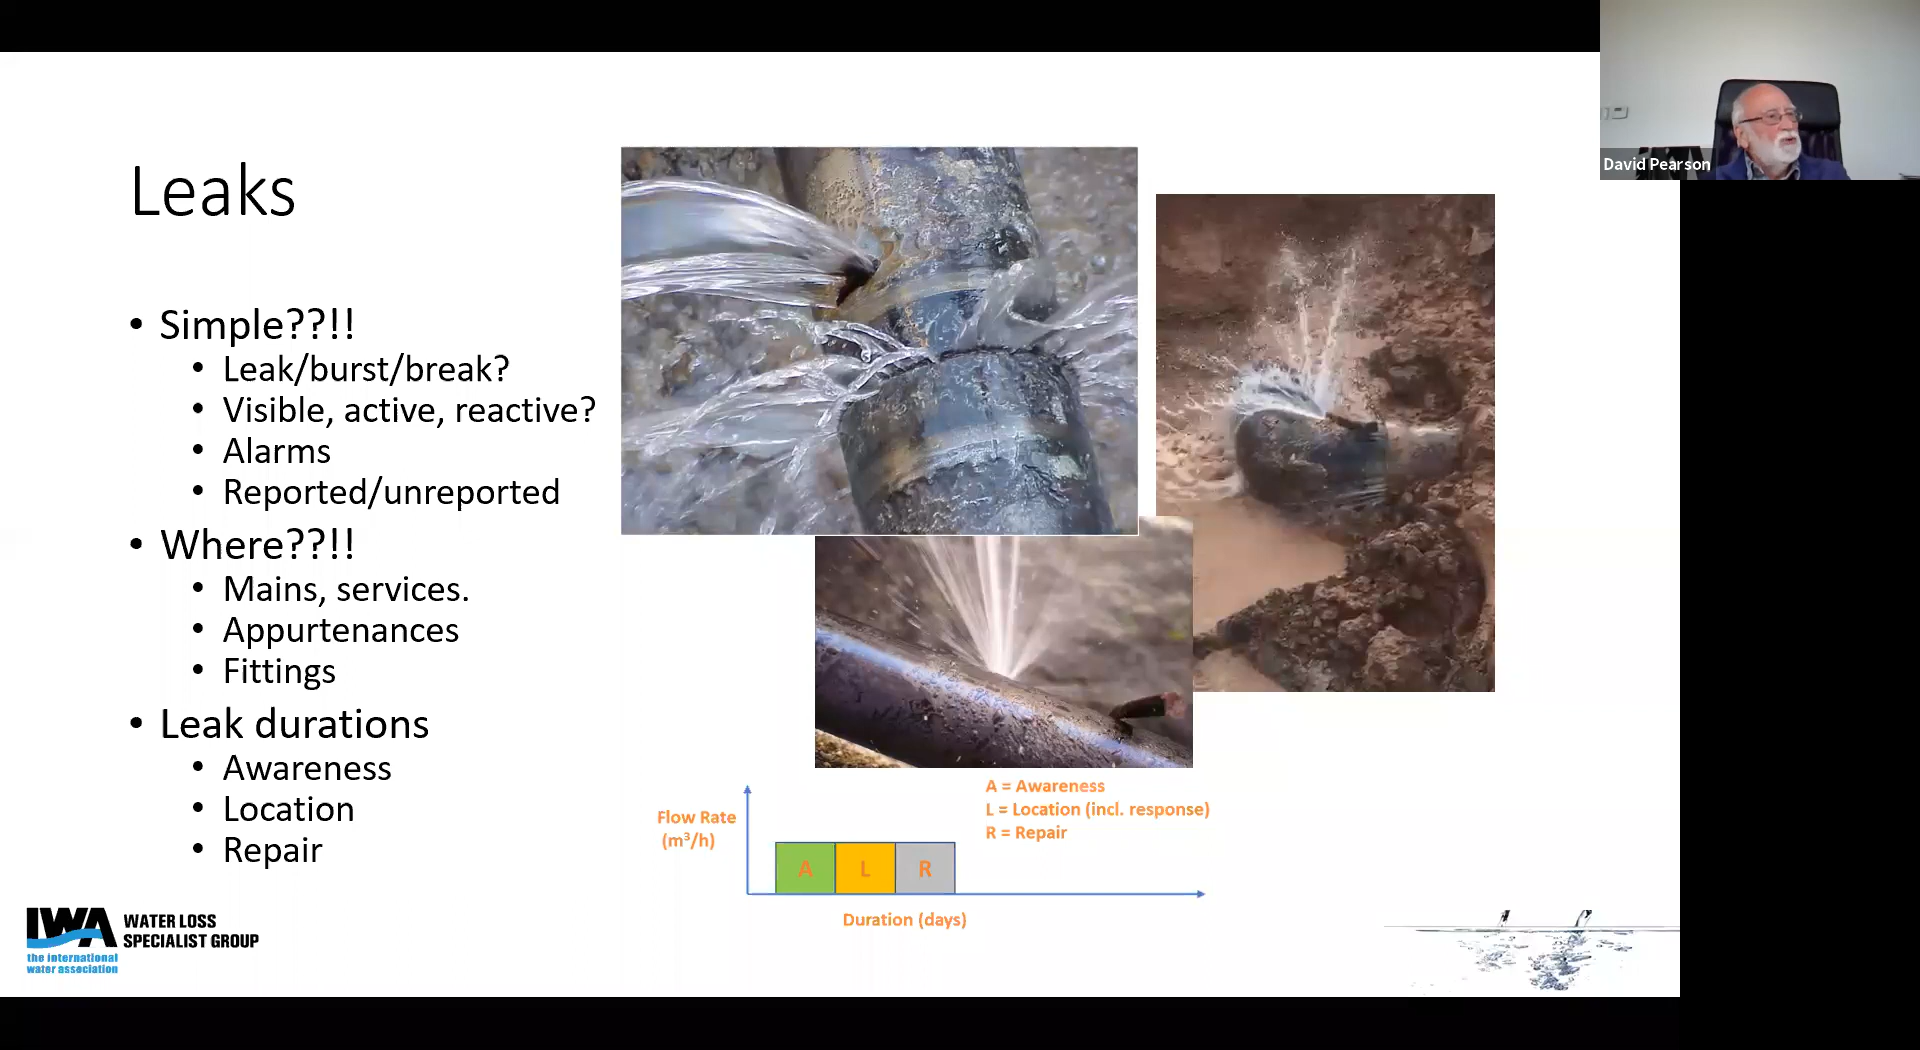 David Pearson
Leaks
• Simple??!!
• Leak/burst/break?
• Visible, active, reactive?
• Alarms
• Reported/unreported
• Where??!!
• Mains, services.
• Appurtenances
• Fittings
• Leak durations
• Awareness
• Location
• Repair
A = Awareness
L = Location (incl. response)
R = Repair
Flow Rate
(m³/h)
A L R
Duration (days)
IWA WATER LOSS
SPECIALIST GROUP
the international
water association